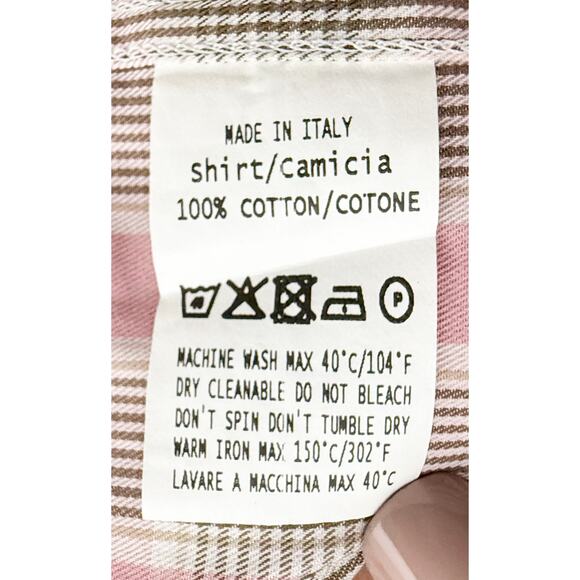 MADE IN ITALY
shirt/Camicia
100% COTTON/COTONE
40
P
MACHINE WASH MAX 40°C/104°F
DRY CLEANABLE DO NOT BLEACH
DON'T SPIN DON'T TUMBLE DRY
WARM IRON MAX 150°C/302°F
LAVARE A MACCHINA MAX 40°C